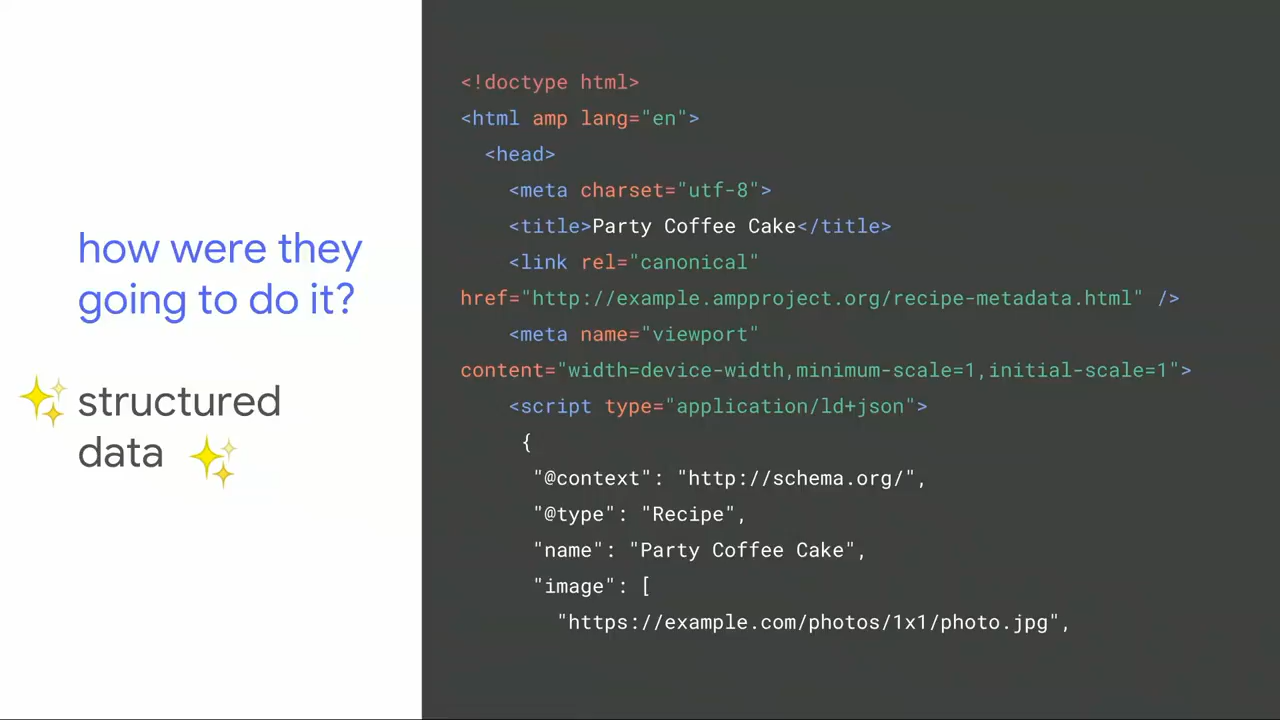 how were they
going to do it?
structured
data
<!doctype html>
<html amp lang="en">
<head>
<meta charset="utf-8">
<title>Party Coffee Cake</title>
<link rel="canonical"
href="http://example.ampproject.org/recipe-metadata.html" />
<meta name="viewport"
content="width=device-width,minimum-scale=1,initial-scale=1">
<script type="application/ld+json">
{
"@context": "http://schema.org/",
"@type": "Recipe",
"name": "Party Coffee Cake",
"image": [
"https://example.com/photos/1x1/photo.jpg",